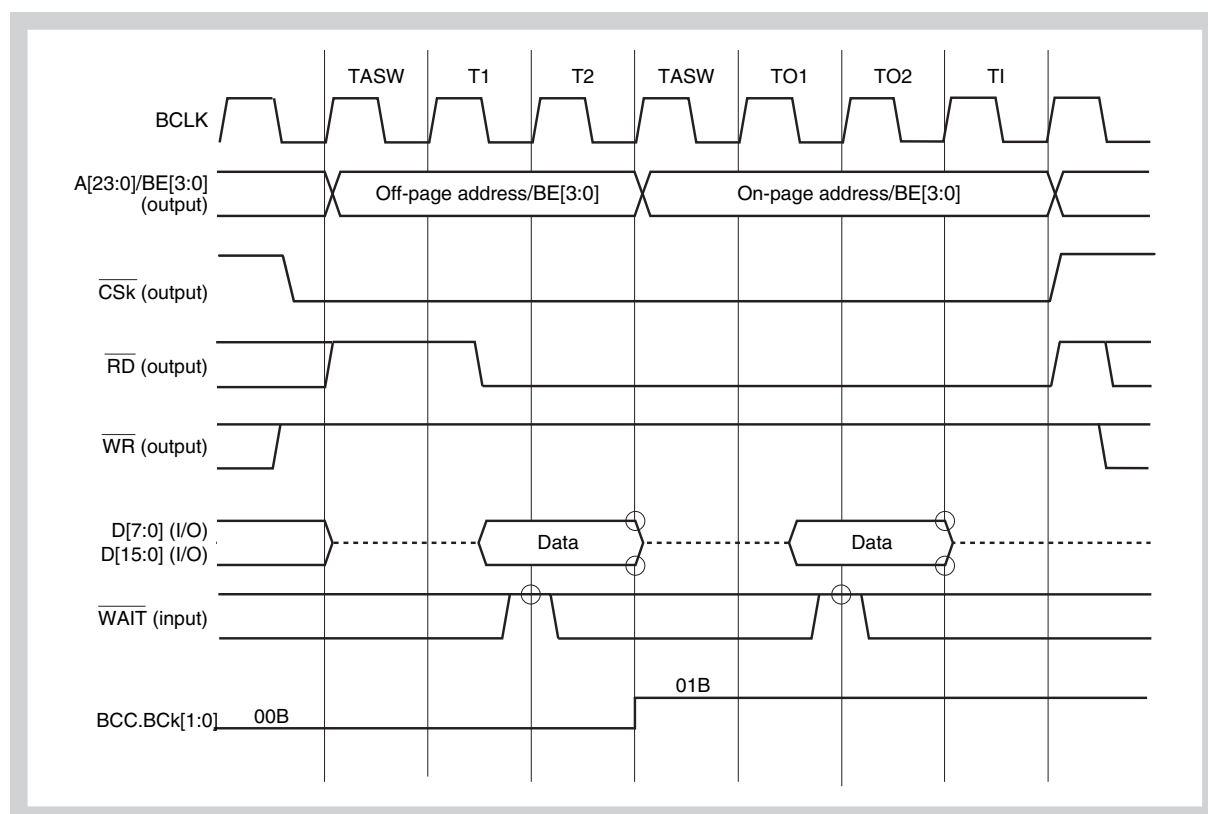 TASW T1 T2 TASW TO1 TO2 TI
BCLK
A[23:0]/BE[3:0]
(output)
Off-page address/BE[3:0] On-page address/BE[3:0]
CSk (output)
RD (output)
WR (output)
D[7:0] (I/O)
D[15:0] (I/O)
Data Data
WAIT (input)
01B
BCC.BCk[1:0] 00B